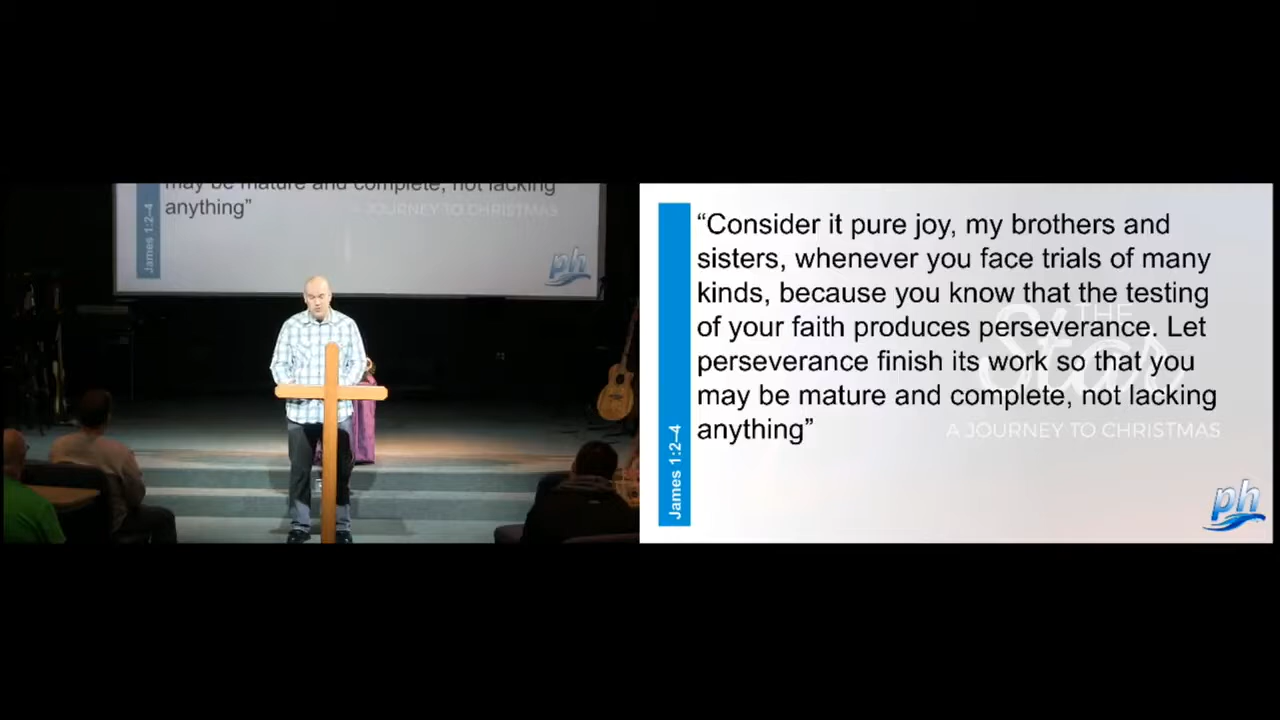 may be mature and complete, not lacking
anything”
A JOURNEY TO CHRISTMAS
James 1:2–4
ph
“Consider it pure joy, my brothers and
sisters, whenever you face trials of many
kinds, because you know that the testing
of your faith produces perseverance. Let
perseverance finish its work so that you
may be mature and complete, not lacking
anything”
THE
Star
A JOURNEY TO CHRISTMAS
James 1:2–4
ph